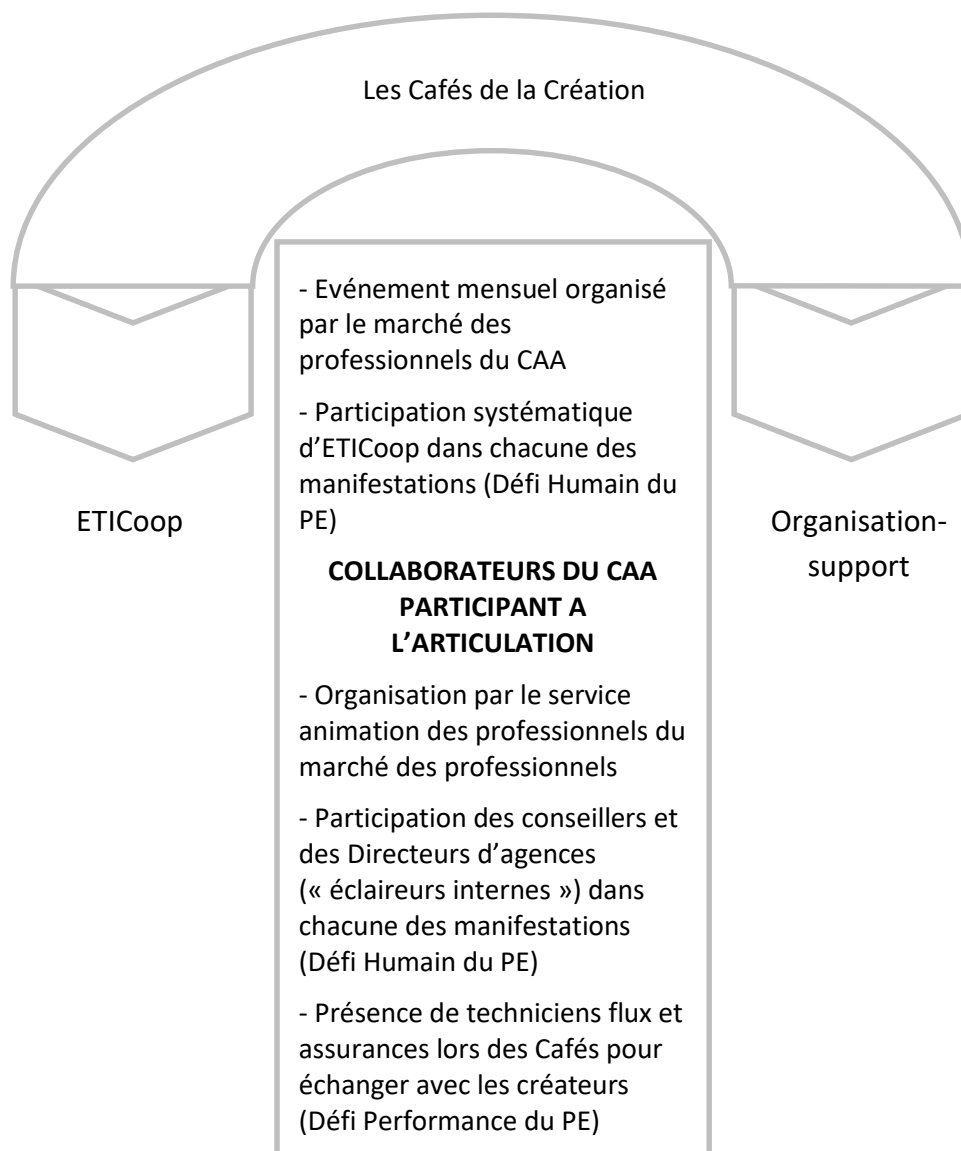 Les Cafés de la Création
- Evénement mensuel organisé
par le marché des
professionnels du CAA
- Participation systématique
d’ETICoop dans chacune des
manifestations (Défi Humain du
PE)
COLLABORATEURS DU CAA
PARTICIPANT A
L’ARTICULATION
- Organisation par le service
animation des professionnels du
marché des professionnels
- Participation des conseillers et
des Directeurs d’agences
(« éclaireurs internes ») dans
chacune des manifestations
(Défi Humain du PE)
- Présence de techniciens flux et
assurances lors des Cafés pour
échanger avec les créateurs
(Défi Performance du PE)
ETICoop
Organisation-
support